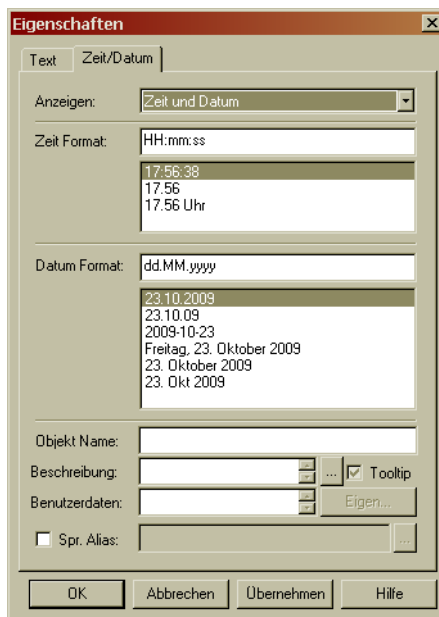 Eigenschaften
Text Zeit/Datum
Anzeigen: Zeit und Datum
Zeit Format: HH:mm:ss
17:56:38
17.56
17.56 Uhr
Datum Format: dd.MM.yyyy
23.10.2009
23.10.09
2009-10-23
Freitag, 23. Oktober 2009
23. Oktober 2009
23. Okt 2009
Objekt Name:
Beschreibung: ... Tooltip
Benutzerdaten: Eigen...
Spr. Alias: ...
OK Abbrechen Übernehmen Hilfe